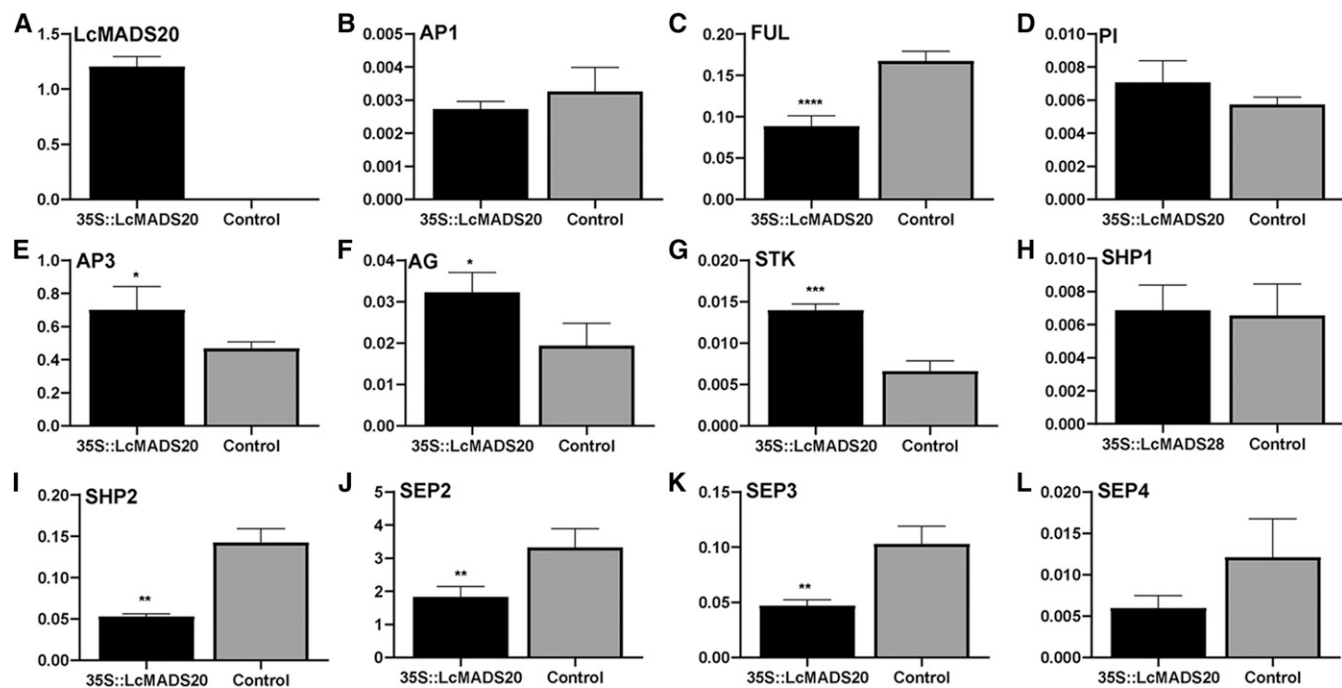 A
LcMADS20
1.5
1.0
0.5
0.0
35S::LcMADS20 Control
B
AP1
0.005
0.004
0.003
0.002
0.001
0.000
35S::LcMADS20 Control
C
FUL
0.20
0.15
0.10
0.05
0.00
****
35S::LcMADS20 Control
D
PI
0.010
0.008
0.006
0.004
0.002
0.000
35S::LcMADS20 Control
E
AP3
1.0
0.8
0.6
0.4
0.2
0.0
*
35S::LcMADS20 Control
F
AG
0.04
0.03
0.02
0.01
0.00
*
35S::LcMADS20 Control
G
STK
0.020
0.015
0.010
0.005
0.000
***
35S::LcMADS20 Control
H
SHP1
0.010
0.008
0.006
0.004
0.002
0.000
35S::LcMADS28 Control
I
SHP2
0.20
0.15
0.10
0.05
0.00
**
35S::LcMADS20 Control
J
SEP2
5
4
3
2
1
0
**
35S::LcMADS20 Control
K
SEP3
0.15
0.10
0.05
0.00
**
35S::LcMADS20 Control
L
SEP4
0.020
0.015
0.010
0.005
0.000
35S::LcMADS20 Control